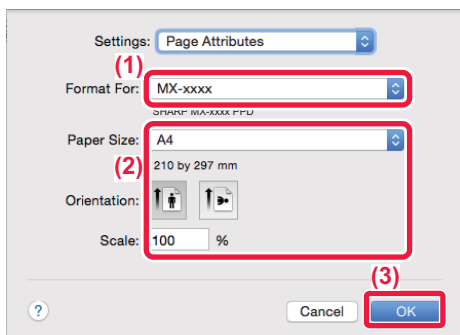 Settings: Page Attributes
(1)
Format For: MX-xxxx
SHARP MX-xxxx PPD
Paper Size: A4
(2) 210 by 297 mm
Orientation:
Scale: 100 %
(3)
? Cancel OK